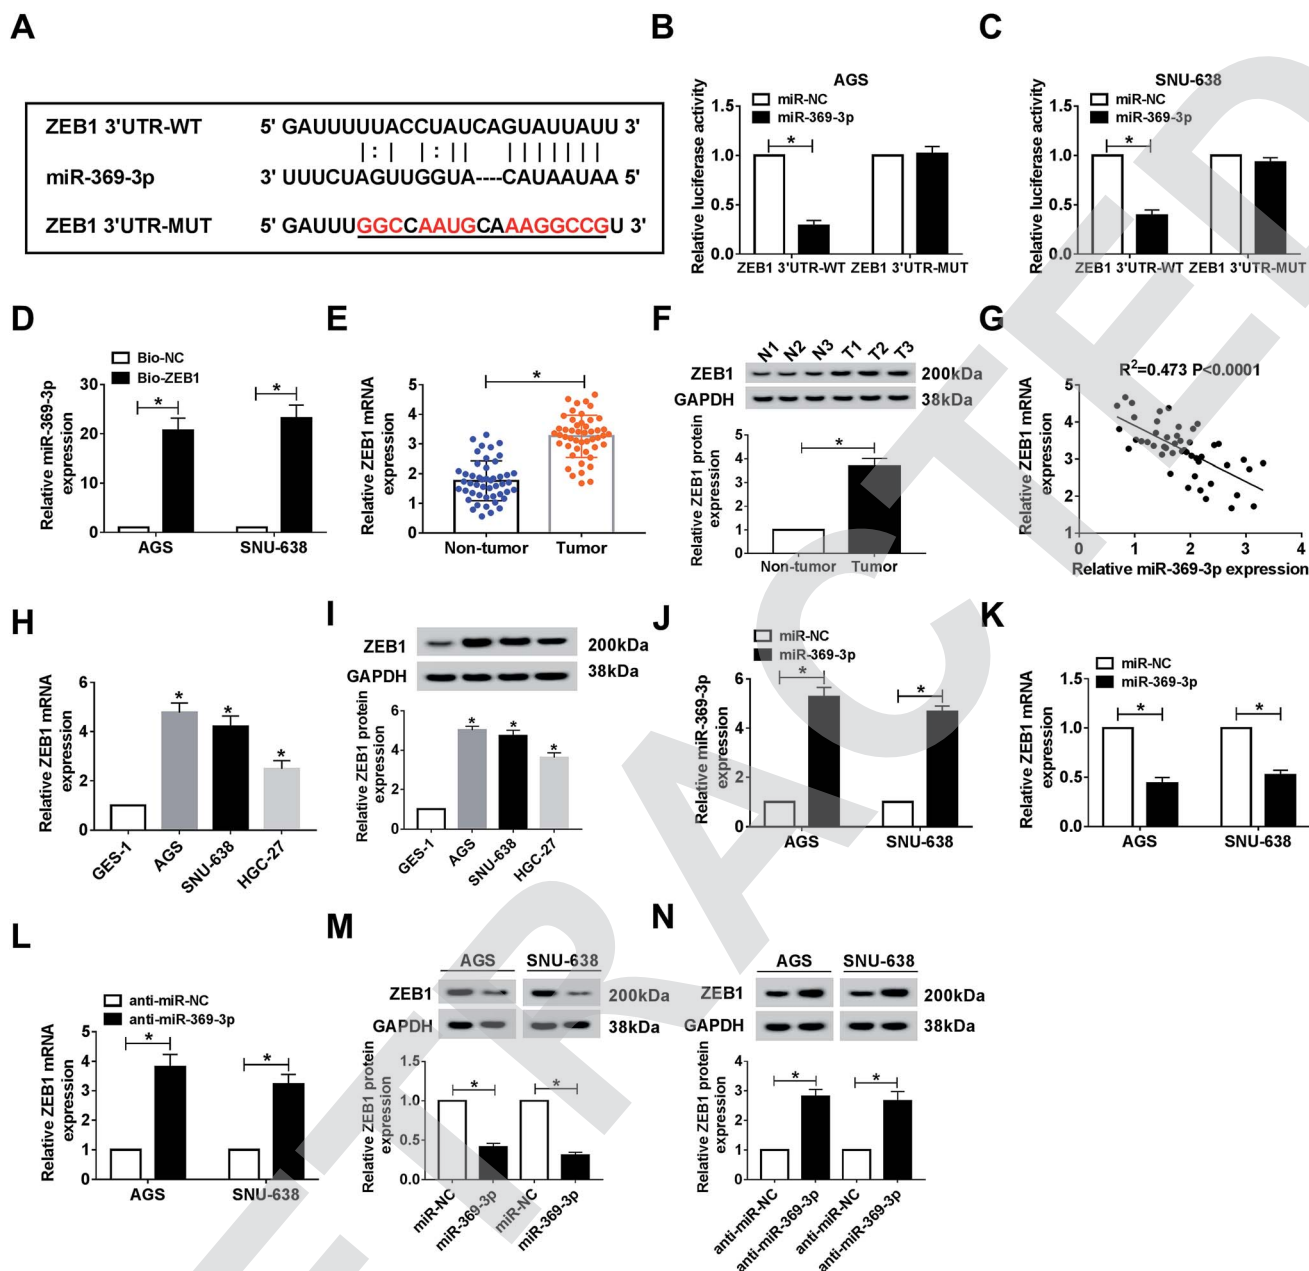 A
ZEB1 3'UTR-WT 5' GAUUUUUACCUAUCAGUAUUAUU 3'
miR-369-3p 3' UUUCUAGUUGGUA----CAUAAUAA 5'
ZEB1 3'UTR-MUT 5' GAUUUGGCCAAUGCAAAGGCCGU 3'
B
AGS
miR-NC
miR-369-3p
Relative luciferase activity
1.5
1.0
0.5
0.0
ZEB1 3'UTR-WT ZEB1 3'UTR-MUT
*
C
SNU-638
miR-NC
miR-369-3p
Relative luciferase activity
1.5
1.0
0.5
0.0
ZEB1 3'UTR-WT ZEB1 3'UTR-MUT
*
D
Bio-NC
Bio-ZEB1
Relative miR-369-3p
expression
30
20
10
0
* *
AGS SNU-638
E
Relative ZEB1 mRNA
expression
5
4
3
2
1
0
*
Non-tumor Tumor
F
N1 N2 N3 T1 T2 T3
ZEB1 200kDa
GAPDH 38kDa
Relative ZEB1 protein
expression
5
4
3
2
1
0
*
Non-tumor Tumor
G
R2=0.473 P<0.0001
Relative ZEB1 mRNA
expression
5
4
3
2
1
0 1 2 3 4
Relative miR-369-3p expression
H
Relative ZEB1 mRNA
expression
6
4
2
0
* * *
GES-1 AGS SNU-638 HGC-27
I
ZEB1 200kDa
GAPDH 38kDa
Relative ZEB1 protein
expression
6
4
2
0
* * *
GES-1 AGS SNU-638 HGC-27
J
miR-NC
miR-369-3p
Relative miR-369-3p
expression
6
4
2
0
* *
AGS SNU-638
K
miR-NC
miR-369-3p
Relative ZEB1 mRNA
expression
1.5
1.0
0.5
0.0
* *
AGS SNU-638
L
anti-miR-NC
anti-miR-369-3p
Relative ZEB1 mRNA
expression
5
4
3
2
1
0
* *
AGS SNU-638
M
AGS SNU-638
ZEB1 200kDa
GAPDH 38kDa
Relative ZEB1 protein
expression
1.5
1.0
0.5
0.0
* *
miR-NC miR-369-3p miR-NC miR-369-3p
N
AGS SNU-638
ZEB1 200kDa
GAPDH 38kDa
Relative ZEB1 protein
expression
4
3
2
1
0
* *
anti-miR-NC anti-miR-369-3p anti-miR-NC anti-miR-369-3p
ETRACTED